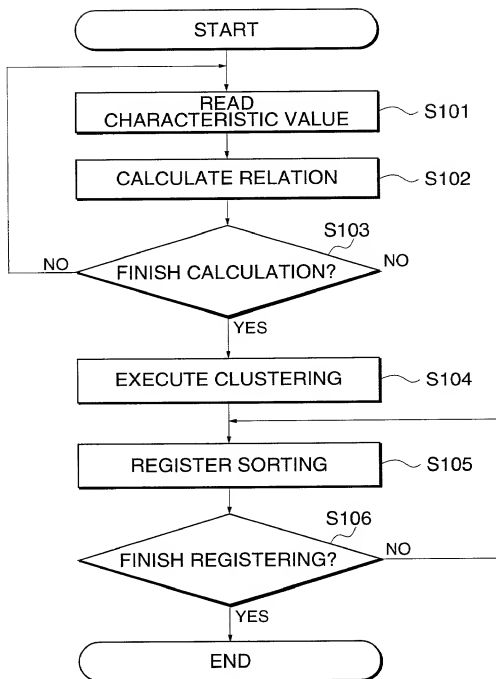 START
READ
CHARACTERISTIC VALUE
S101
CALCULATE RELATION
S102
S103
NO
FINISH CALCULATION?
NO
YES
EXECUTE CLUSTERING
S104
REGISTER SORTING
S105
S106
FINISH REGISTERING?
NO
YES
END